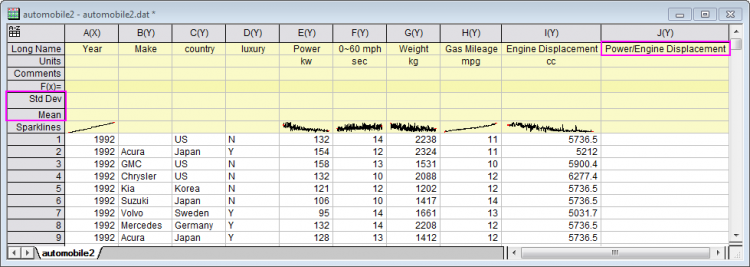 automobile2 - automobile2.dat *
A(X) B(Y) C(Y) D(Y) E(Y) F(Y) G(Y) H(Y) I(Y) J(Y)
Long Name Year Make country luxury Power 0~60 mph Weight Gas Mileage Engine Displacement Power/Engine Displacement
Units kw sec kg mpg cc
Comments
F(x)=
Std Dev
Mean
Sparklines
1 1992 US N 132 14 2238 11 5736.5
2 1992 Acura Japan Y 154 12 2324 11 5212
3 1992 GMC US N 158 13 1531 10 5900.4
4 1992 Chrysler US N 132 10 2088 12 6277.4
5 1992 Kia Korea N 121 12 1202 12 5736.5
6 1992 Suzuki Japan N 106 10 1417 14 5736.5
7 1992 Volvo Sweden Y 95 14 1661 13 5031.7
8 1992 Mercedes Germany Y 132 10 2208 12 5736.5
9 1992 Acura Japan Y 128 13 1412 12 5736.5
automobile2